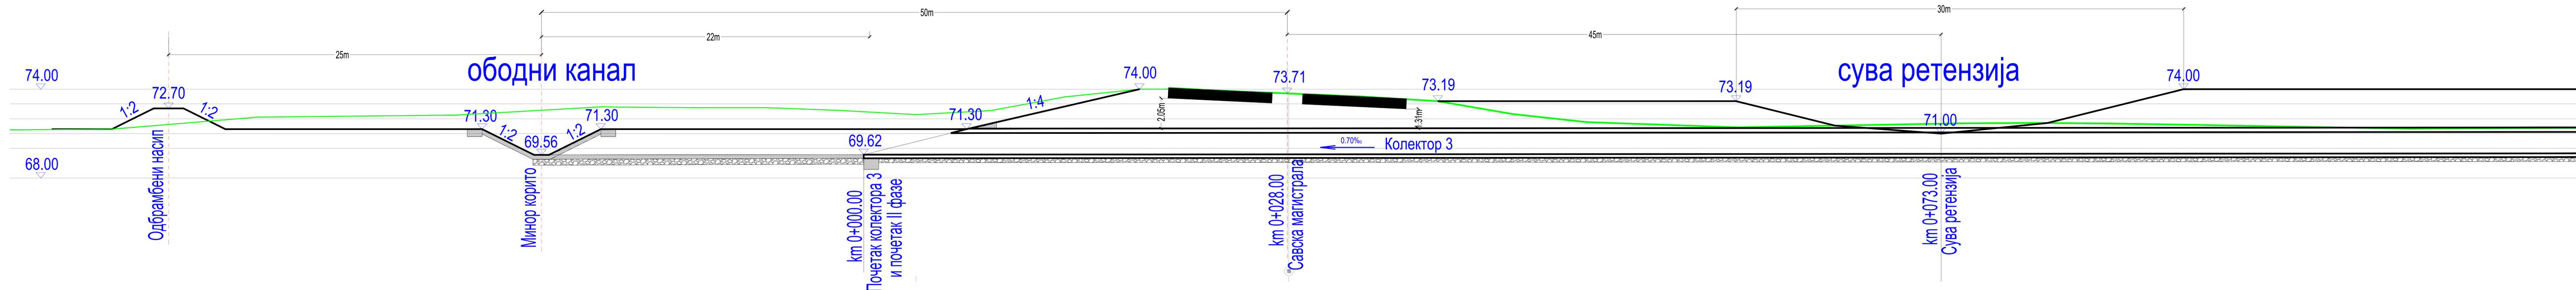 50m
30m
22m
45m
25m
ободни канал
сува ретензија
74.00
72.70
1:2
1:2
74.00
73.71
73.19
73.19
74.00
71.30
71.30
71.30
1:4
2.05m
1.31m
71.00
1:2
1:2
69.56
69.62
0.70‰
Колектор 3
68.00
Одбрамбени насип
Минор корито
km 0+000.00
Почетак колектора 3
и почетак II фазе
km 0+028.00
Савска магистрала
km 0+073.00
Сува ретензија